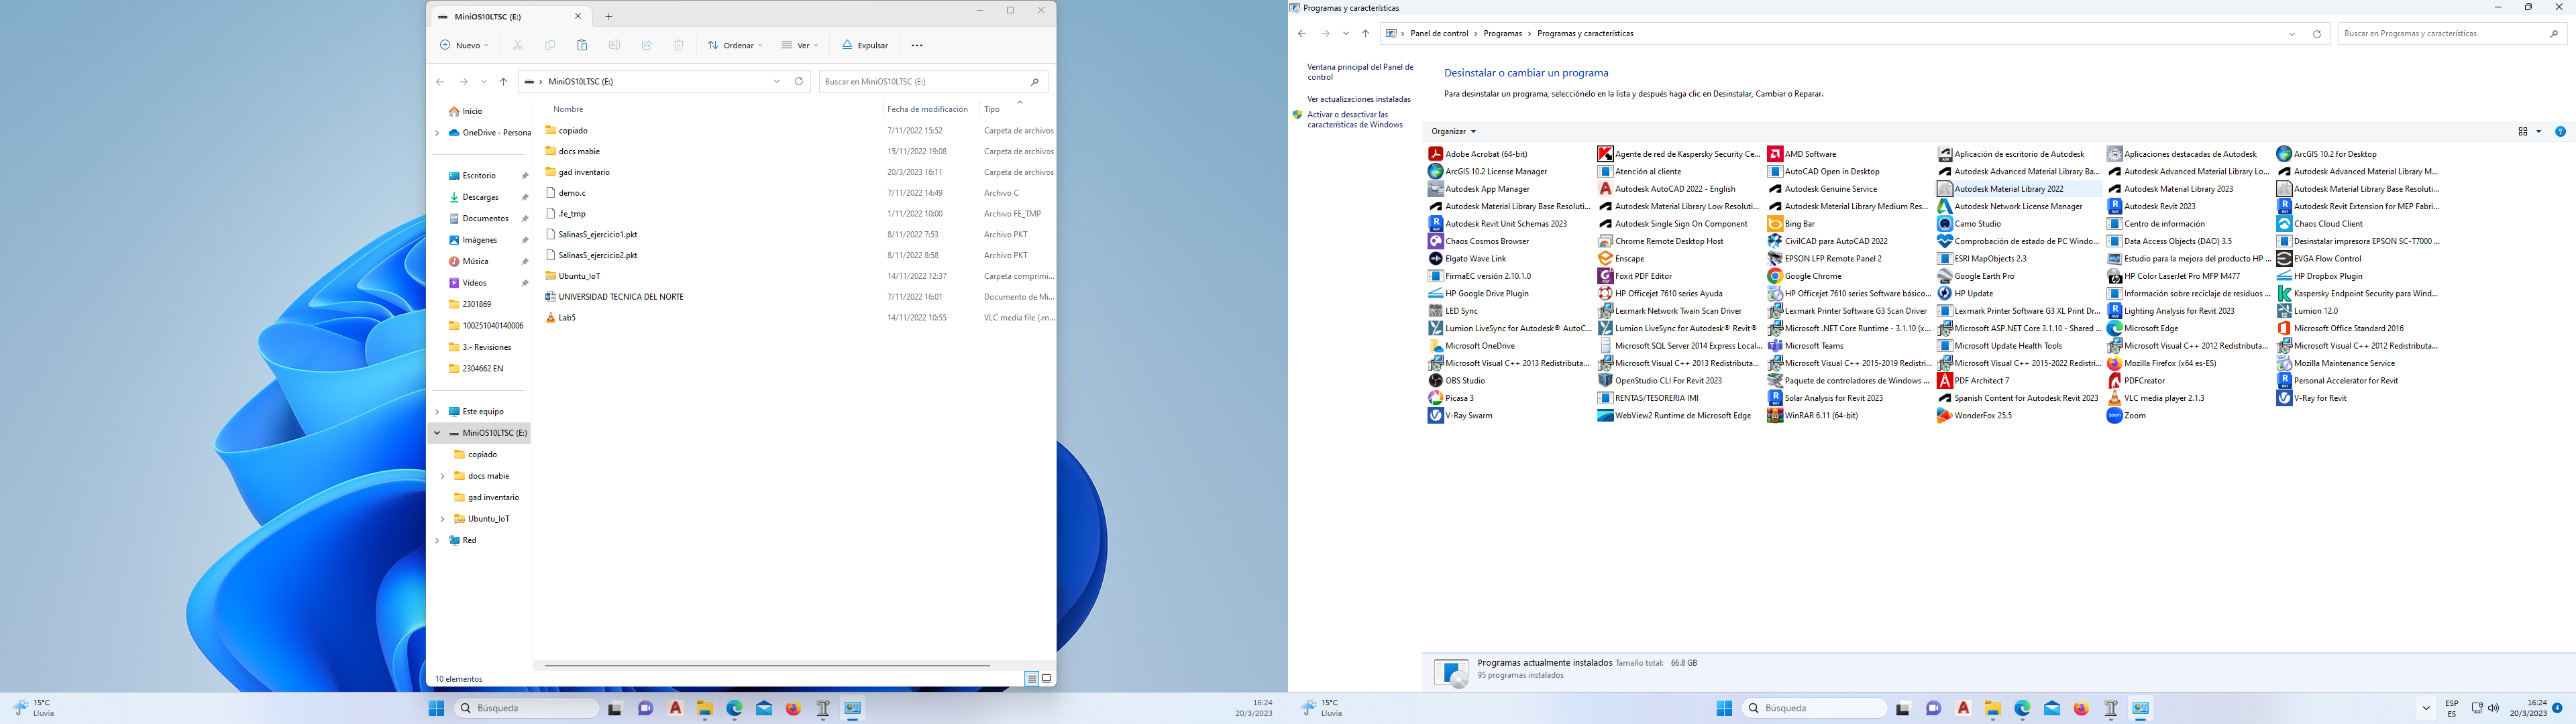 MiniOS10LTSC (E:)
Nuevo
Ordenar
Ver
Expulsar
MiniOS10LTSC (E:)
Buscar en MiniOS10LTSC (E:)
Inicio
OneDrive - Persona
Escritorio
Descargas
Documentos
Imágenes
Música
Vídeos
2301869
100251040140006
3.- Revisiones
2304662 EN
Este equipo
MiniOS10LTSC (E:)
copiado
docs mabie
gad inventario
Ubuntu_IoT
Red
Nombre Fecha de modificación Tipo
copiado 7/11/2022 15:52 Carpeta de archivos
docs mabie 15/11/2022 19:08 Carpeta de archivos
gad inventario 20/3/2023 16:11 Carpeta de archivos
demo.c 7/11/2022 14:49 Archivo C
.fe_tmp 1/11/2022 10:00 Archivo FE_TMP
SalinasS_ejercicio1.pkt 8/11/2022 7:53 Archivo PKT
SalinasS_ejercicio2.pkt 8/11/2022 8:58 Archivo PKT
Ubuntu_IoT 14/11/2022 12:37 Carpeta comprimi...
UNIVERSIDAD TECNICA DEL NORTE 7/11/2022 16:01 Documento de Mi...
Lab5 14/11/2022 10:55 VLC media file (.m...
10 elementos
15°C
Lluvia
Búsqueda
16:24
20/3/2023
Programas y características
Panel de control Programas Programas y características
Buscar en Programas y características
Ventana principal del Panel de
control
Ver actualizaciones instaladas
Activar o desactivar las
características de Windows
Desinstalar o cambiar un programa
Para desinstalar un programa, selecciónelo en la lista y después haga clic en Desinstalar, Cambiar o Reparar.
Organizar
Adobe Acrobat (64-bit) Agente de red de Kaspersky Security Ce... AMD Software Aplicación de escritorio de Autodesk Aplicaciones destacadas de Autodesk ArcGIS 10.2 for Desktop
ArcGIS 10.2 License Manager Atención al cliente AutoCAD Open in Desktop Autodesk Advanced Material Library Ba... Autodesk Advanced Material Library Lo... Autodesk Advanced Material Library M...
Autodesk App Manager Autodesk AutoCAD 2022 - English Autodesk Genuine Service Autodesk Material Library 2022 Autodesk Material Library 2023 Autodesk Material Library Base Resoluti...
Autodesk Material Library Base Resoluti... Autodesk Material Library Low Resolutio... Autodesk Material Library Medium Res... Autodesk Network License Manager Autodesk Revit 2023 Autodesk Revit Extension for MEP Fabri...
Autodesk Revit Unit Schemas 2023 Autodesk Single Sign On Component Bing Bar Camo Studio Centro de información Chaos Cloud Client
Chaos Cosmos Browser Chrome Remote Desktop Host CivilCAD para AutoCAD 2022 Comprobación de estado de PC Windo... Data Access Objects (DAO) 3.5 Desinstalar impresora EPSON SC-T7000 ...
Elgato Wave Link Enscape EPSON LFP Remote Panel 2 ESRI MapObjects 2.3 Estudio para la mejora del producto HP ... EVGA Flow Control
FirmaEC versión 2.10.1.0 Foxit PDF Editor Google Chrome Google Earth Pro HP Color LaserJet Pro MFP M477 HP Dropbox Plugin
HP Google Drive Plugin HP Officejet 7610 series Ayuda HP Officejet 7610 series Software básico... HP Update Información sobre reciclaje de residuos ... Kaspersky Endpoint Security para Wind...
LED Sync Lexmark Network Twain Scan Driver Lexmark Printer Software G3 Scan Driver Lexmark Printer Software G3 XL Print Dr... Lighting Analysis for Revit 2023 Lumion 12.0
Lumion LiveSync for Autodesk® AutoC... Lumion LiveSync for Autodesk® Revit® Microsoft .NET Core Runtime - 3.1.10 (x... Microsoft ASP.NET Core 3.1.10 - Shared ... Microsoft Edge Microsoft Office Standard 2016
Microsoft OneDrive Microsoft SQL Server 2014 Express Local... Microsoft Teams Microsoft Update Health Tools Microsoft Visual C++ 2012 Redistributa... Microsoft Visual C++ 2012 Redistributa...
Microsoft Visual C++ 2013 Redistributa... Microsoft Visual C++ 2013 Redistributa... Microsoft Visual C++ 2015-2019 Redistri... Microsoft Visual C++ 2015-2022 Redistri... Mozilla Firefox (x64 es-ES) Mozilla Maintenance Service
OBS Studio OpenStudio CLI For Revit 2023 Paquete de controladores de Windows ... PDF Architect 7 PDFCreator Personal Accelerator for Revit
Picasa 3 RENTAS/TESORERIA IMI Solar Analysis for Revit 2023 Spanish Content for Autodesk Revit 2023 VLC media player 2.1.3 V-Ray for Revit
V-Ray Swarm WebView2 Runtime de Microsoft Edge WinRAR 6.11 (64-bit) WonderFox 25.5 Zoom
Programas actualmente instalados Tamaño total: 66.8 GB
95 programas instalados
15°C
Lluvia
Búsqueda
ESP
ES
16:24
20/3/2023
4